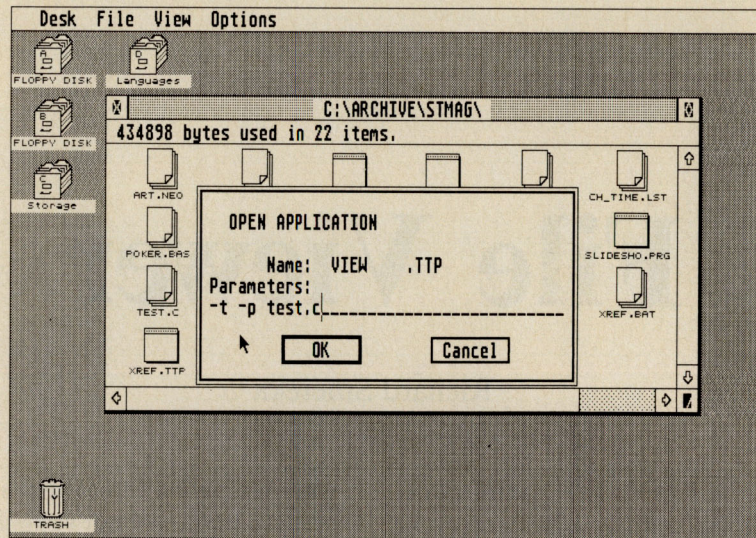 Desk File View Options
A
FLOPPY DISK
D
Languages
B
FLOPPY DISK
C
Storage
C:\ARCHIVE\STMAG\
434898 bytes used in 22 items.
ART.NEO
CH_TIME.LST
POKER.BAS
SLIDESHO.PRG
TEST.C
XREF.BAT
XREF.TTP
OPEN APPLICATION
Name: VIEW .TTP
Parameters:
-t -p test.c
OK
Cancel
TRASH